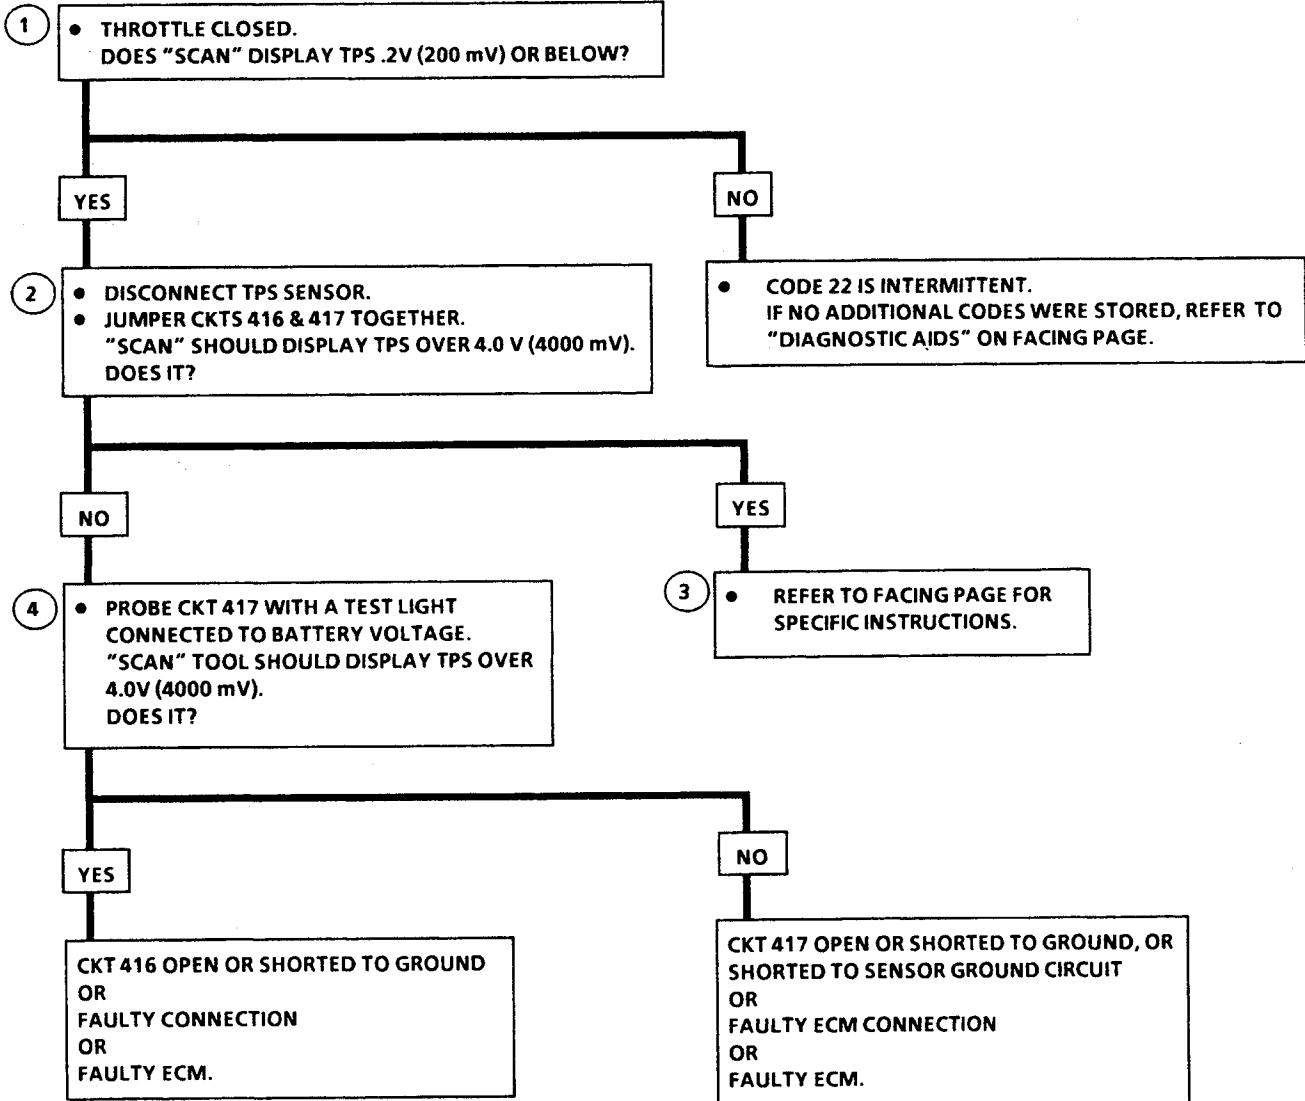 1
● THROTTLE CLOSED.
DOES "SCAN" DISPLAY TPS .2V (200 mV) OR BELOW?
YES
NO
2
● DISCONNECT TPS SENSOR.
● JUMPER CKTS 416 & 417 TOGETHER.
"SCAN" SHOULD DISPLAY TPS OVER 4.0 V (4000 mV).
DOES IT?
● CODE 22 IS INTERMITTENT.
IF NO ADDITIONAL CODES WERE STORED, REFER TO
"DIAGNOSTIC AIDS" ON FACING PAGE.
NO
YES
4
● PROBE CKT 417 WITH A TEST LIGHT
CONNECTED TO BATTERY VOLTAGE.
"SCAN" TOOL SHOULD DISPLAY TPS OVER
4.0V (4000 mV).
DOES IT?
3
● REFER TO FACING PAGE FOR
SPECIFIC INSTRUCTIONS.
YES
NO
CKT 416 OPEN OR SHORTED TO GROUND
OR
FAULTY CONNECTION
OR
FAULTY ECM.
CKT 417 OPEN OR SHORTED TO GROUND, OR
SHORTED TO SENSOR GROUND CIRCUIT
OR
FAULTY ECM CONNECTION
OR
FAULTY ECM.